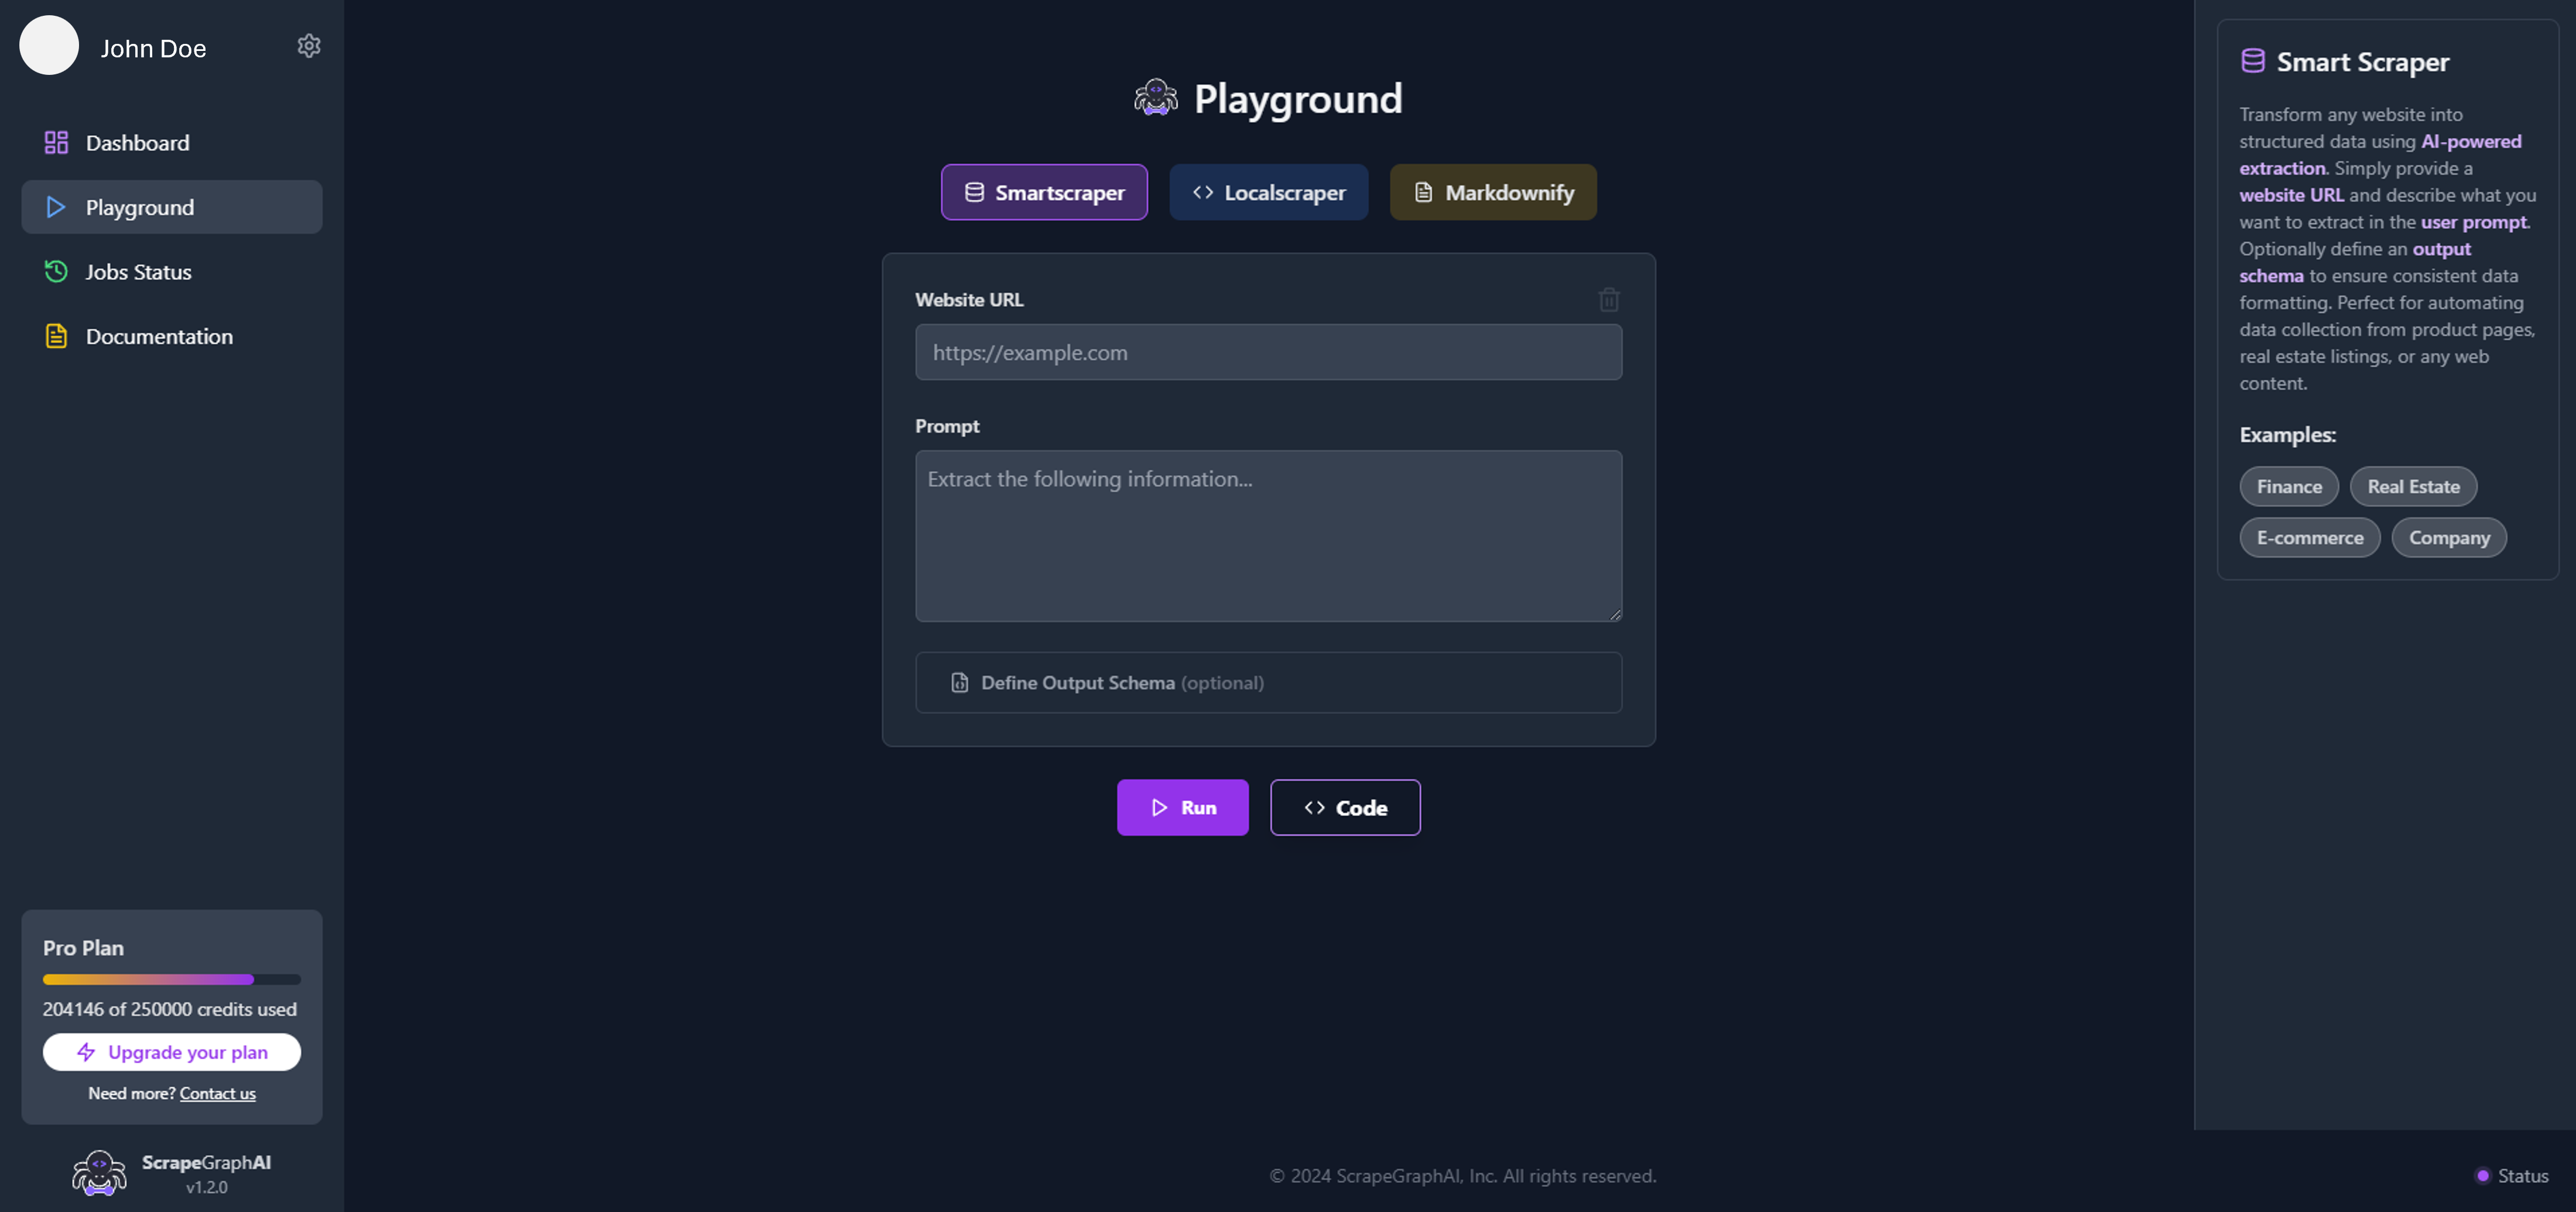 John Doe
Dashboard
Playground
Jobs Status
Documentation
Pro Plan
204146 of 250000 credits used
Upgrade your plan
Need more? Contact us
ScrapeGraphAI
v1.2.0
Playground
Smartscraper
Localscraper
Markdownify
Website URL
https://example.com
Prompt
Extract the following information...
Define Output Schema (optional)
Run
Code
© 2024 ScrapeGraphAI, Inc. All rights reserved.
Smart Scraper
Transform any website into
structured data using AI-powered
extraction. Simply provide a
website URL and describe what you
want to extract in the user prompt.
Optionally define an output
schema to ensure consistent data
formatting. Perfect for automating
data collection from product pages,
real estate listings, or any web
content.
Examples:
Finance
Real Estate
E-commerce
Company
Status